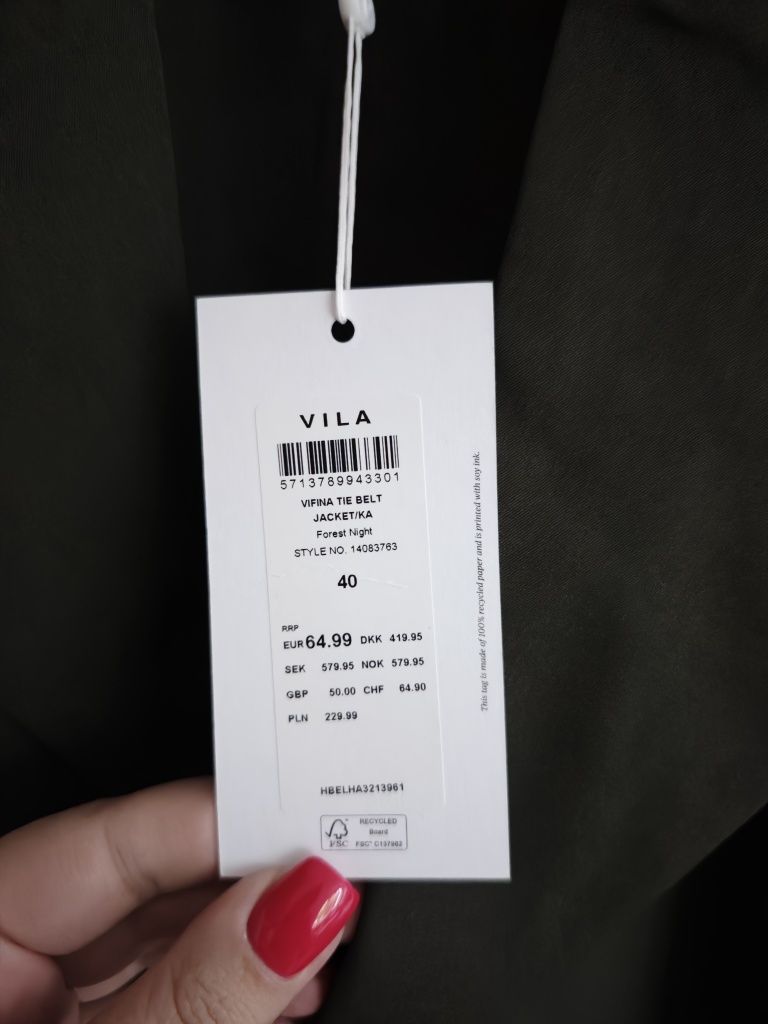 VILA
5713789943301
VIFINA TIE BELT
JACKET/KA
Forest Night
STYLE NO. 14083763
40
RRP
EUR 64.99 DKK 419.95
SEK 579.95 NOK 579.95
GBP 50.00 CHF 64.90
PLN 229.99
HBELHA3213961
RECYCLED
Board
FSC FSC® C137862
This tag is made of 100% recycled paper and is printed with soy ink.